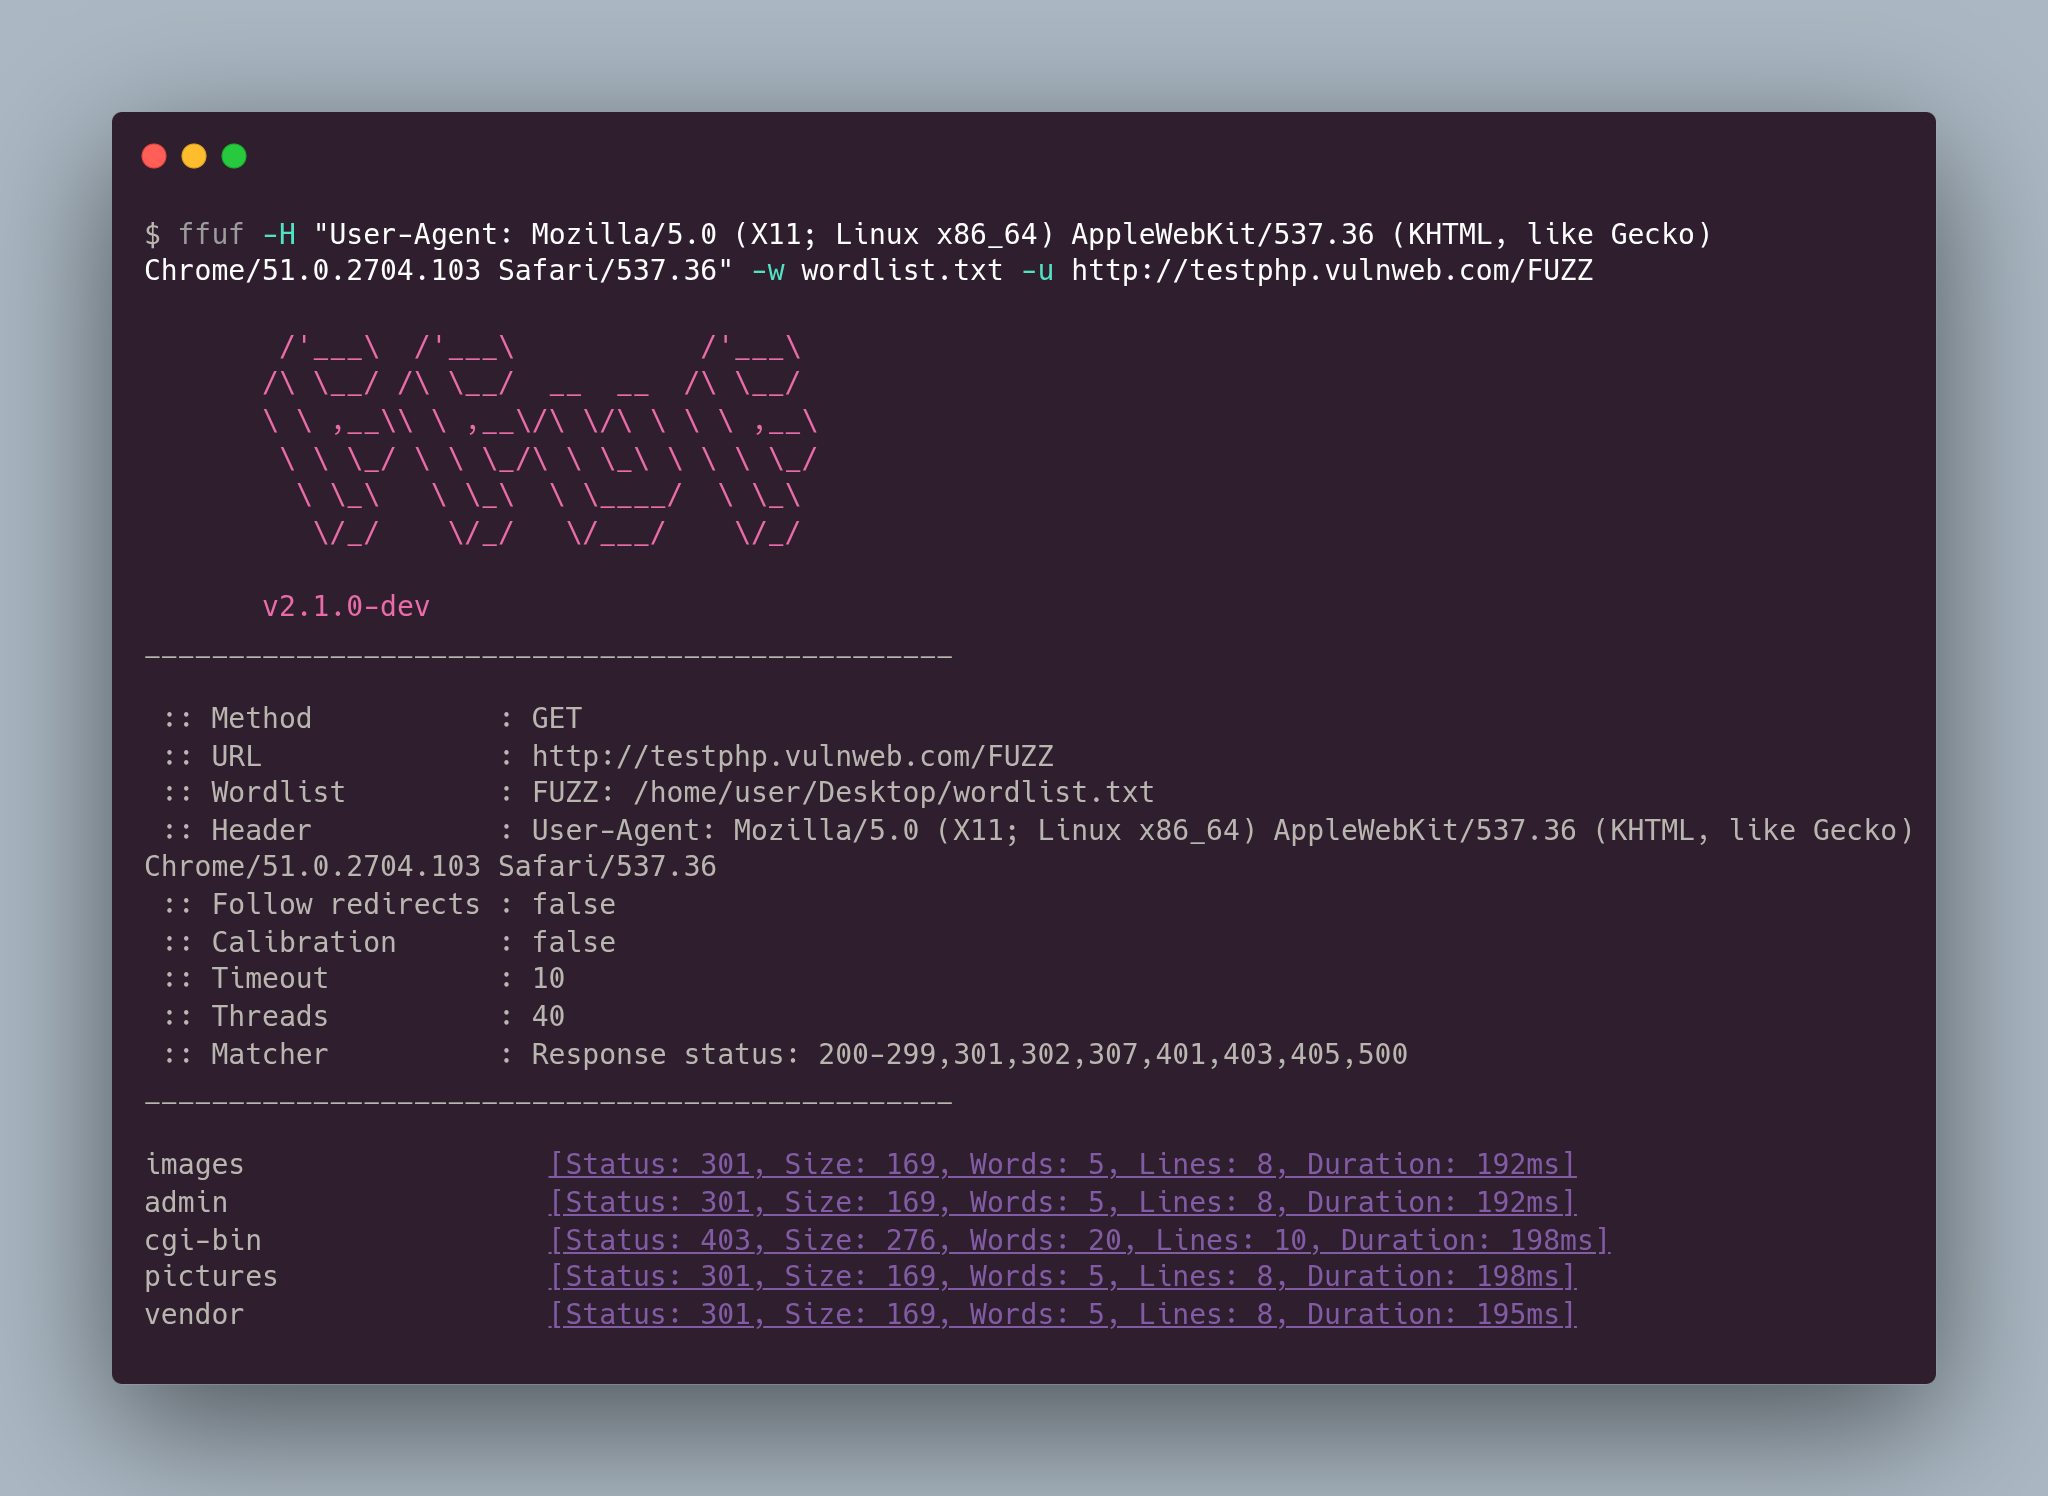 $ ffuf -H "User-Agent: Mozilla/5.0 (X11; Linux x86_64) AppleWebKit/537.36 (KHTML, like Gecko)
Chrome/51.0.2704.103 Safari/537.36" -w wordlist.txt -u http://testphp.vulnweb.com/FUZZ
        /'___\  /'___\           /'___\
       /\ \__/ /\ \__/  __  __  /\ \__/
       \ \ ,__\\ \ ,__\/\ \/\ \ \ \ ,__\
        \ \ \_/ \ \ \_/\ \ \_\ \ \ \ \_/
         \ \_\   \ \_\  \ \____/  \ \_\
          \/_/    \/_/   \/___/    \/_/
       v2.1.0-dev
________________________________________________
 :: Method           : GET
 :: URL              : http://testphp.vulnweb.com/FUZZ
 :: Wordlist         : FUZZ: /home/user/Desktop/wordlist.txt
 :: Header           : User-Agent: Mozilla/5.0 (X11; Linux x86_64) AppleWebKit/537.36 (KHTML, like Gecko)
Chrome/51.0.2704.103 Safari/537.36
 :: Follow redirects : false
 :: Calibration      : false
 :: Timeout          : 10
 :: Threads          : 40
 :: Matcher          : Response status: 200-299,301,302,307,401,403,405,500
________________________________________________
images                  [Status: 301, Size: 169, Words: 5, Lines: 8, Duration: 192ms]
admin                   [Status: 301, Size: 169, Words: 5, Lines: 8, Duration: 192ms]
cgi-bin                 [Status: 403, Size: 276, Words: 20, Lines: 10, Duration: 198ms]
pictures                [Status: 301, Size: 169, Words: 5, Lines: 8, Duration: 198ms]
vendor                  [Status: 301, Size: 169, Words: 5, Lines: 8, Duration: 195ms]